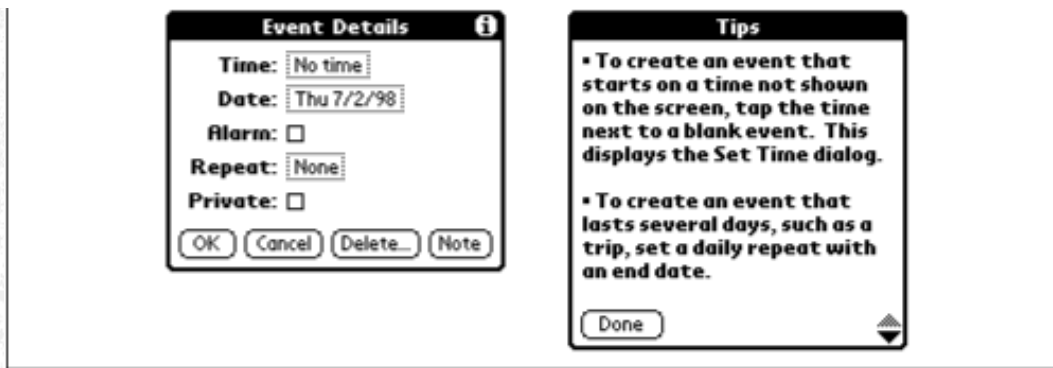 Event Details
Time: No time
Date: Thu 7/2/98
Alarm:
Repeat: None
Private:
OK Cancel Delete... Note
Tips
▪ To create an event that
starts on a time not shown
on the screen, tap the time
next to a blank event.  This
displays the Set Time dialog.
▪ To create an event that
lasts several days, such as a
trip, set a daily repeat with
an end date.
Done